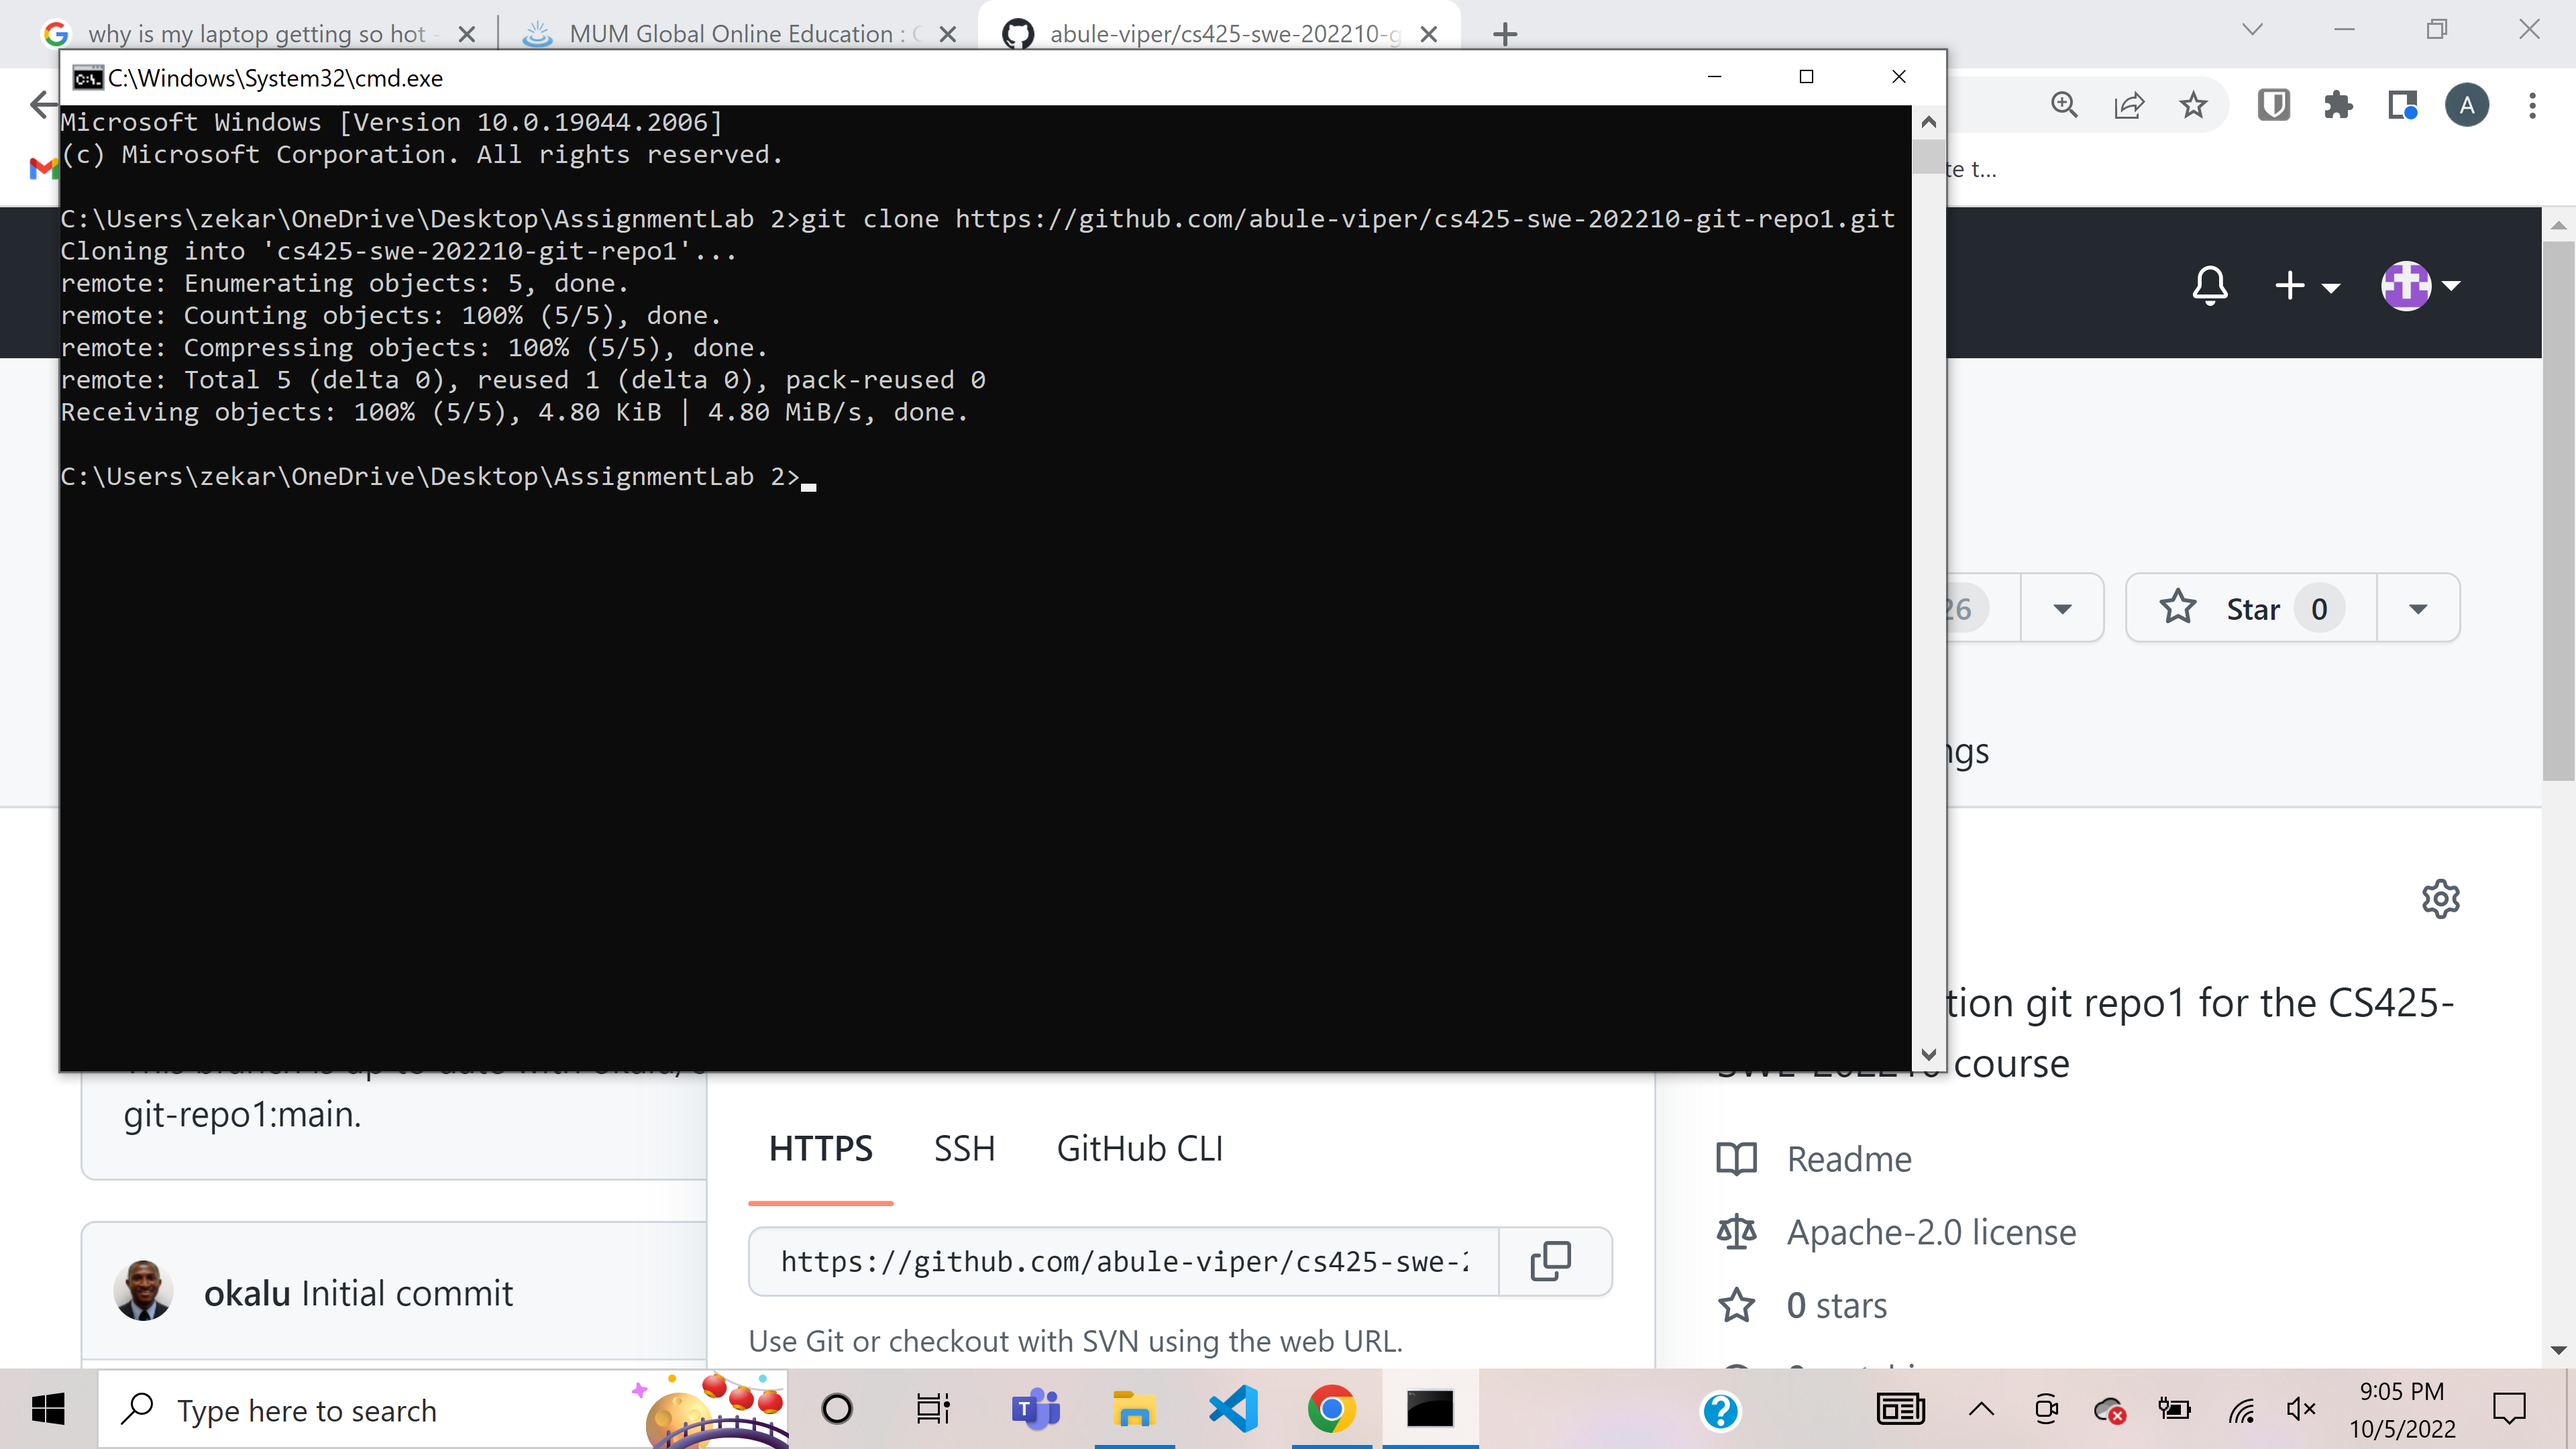 why is my laptop getting so hot -
MUM Global Online Education : C
abule-viper/cs425-swe-202210-g
C:\Windows\System32\cmd.exe
A
te t...
Microsoft Windows [Version 10.0.19044.2006]
(c) Microsoft Corporation. All rights reserved.
C:\Users\zekar\OneDrive\Desktop\AssignmentLab 2>git clone https://github.com/abule-viper/cs425-swe-202210-git-repo1.git
Cloning into 'cs425-swe-202210-git-repo1'...
remote: Enumerating objects: 5, done.
remote: Counting objects: 100% (5/5), done.
remote: Compressing objects: 100% (5/5), done.
remote: Total 5 (delta 0), reused 1 (delta 0), pack-reused 0
Receiving objects: 100% (5/5), 4.80 KiB | 4.80 MiB/s, done.
C:\Users\zekar\OneDrive\Desktop\AssignmentLab 2>
26
Star 0
ngs
tion git repo1 for the CS425-
course
git-repo1:main.
HTTPS SSH GitHub CLI
Readme
https://github.com/abule-viper/cs425-swe-2
Apache-2.0 license
okalu Initial commit
0 stars
Use Git or checkout with SVN using the web URL.
Type here to search
9:05 PM
10/5/2022